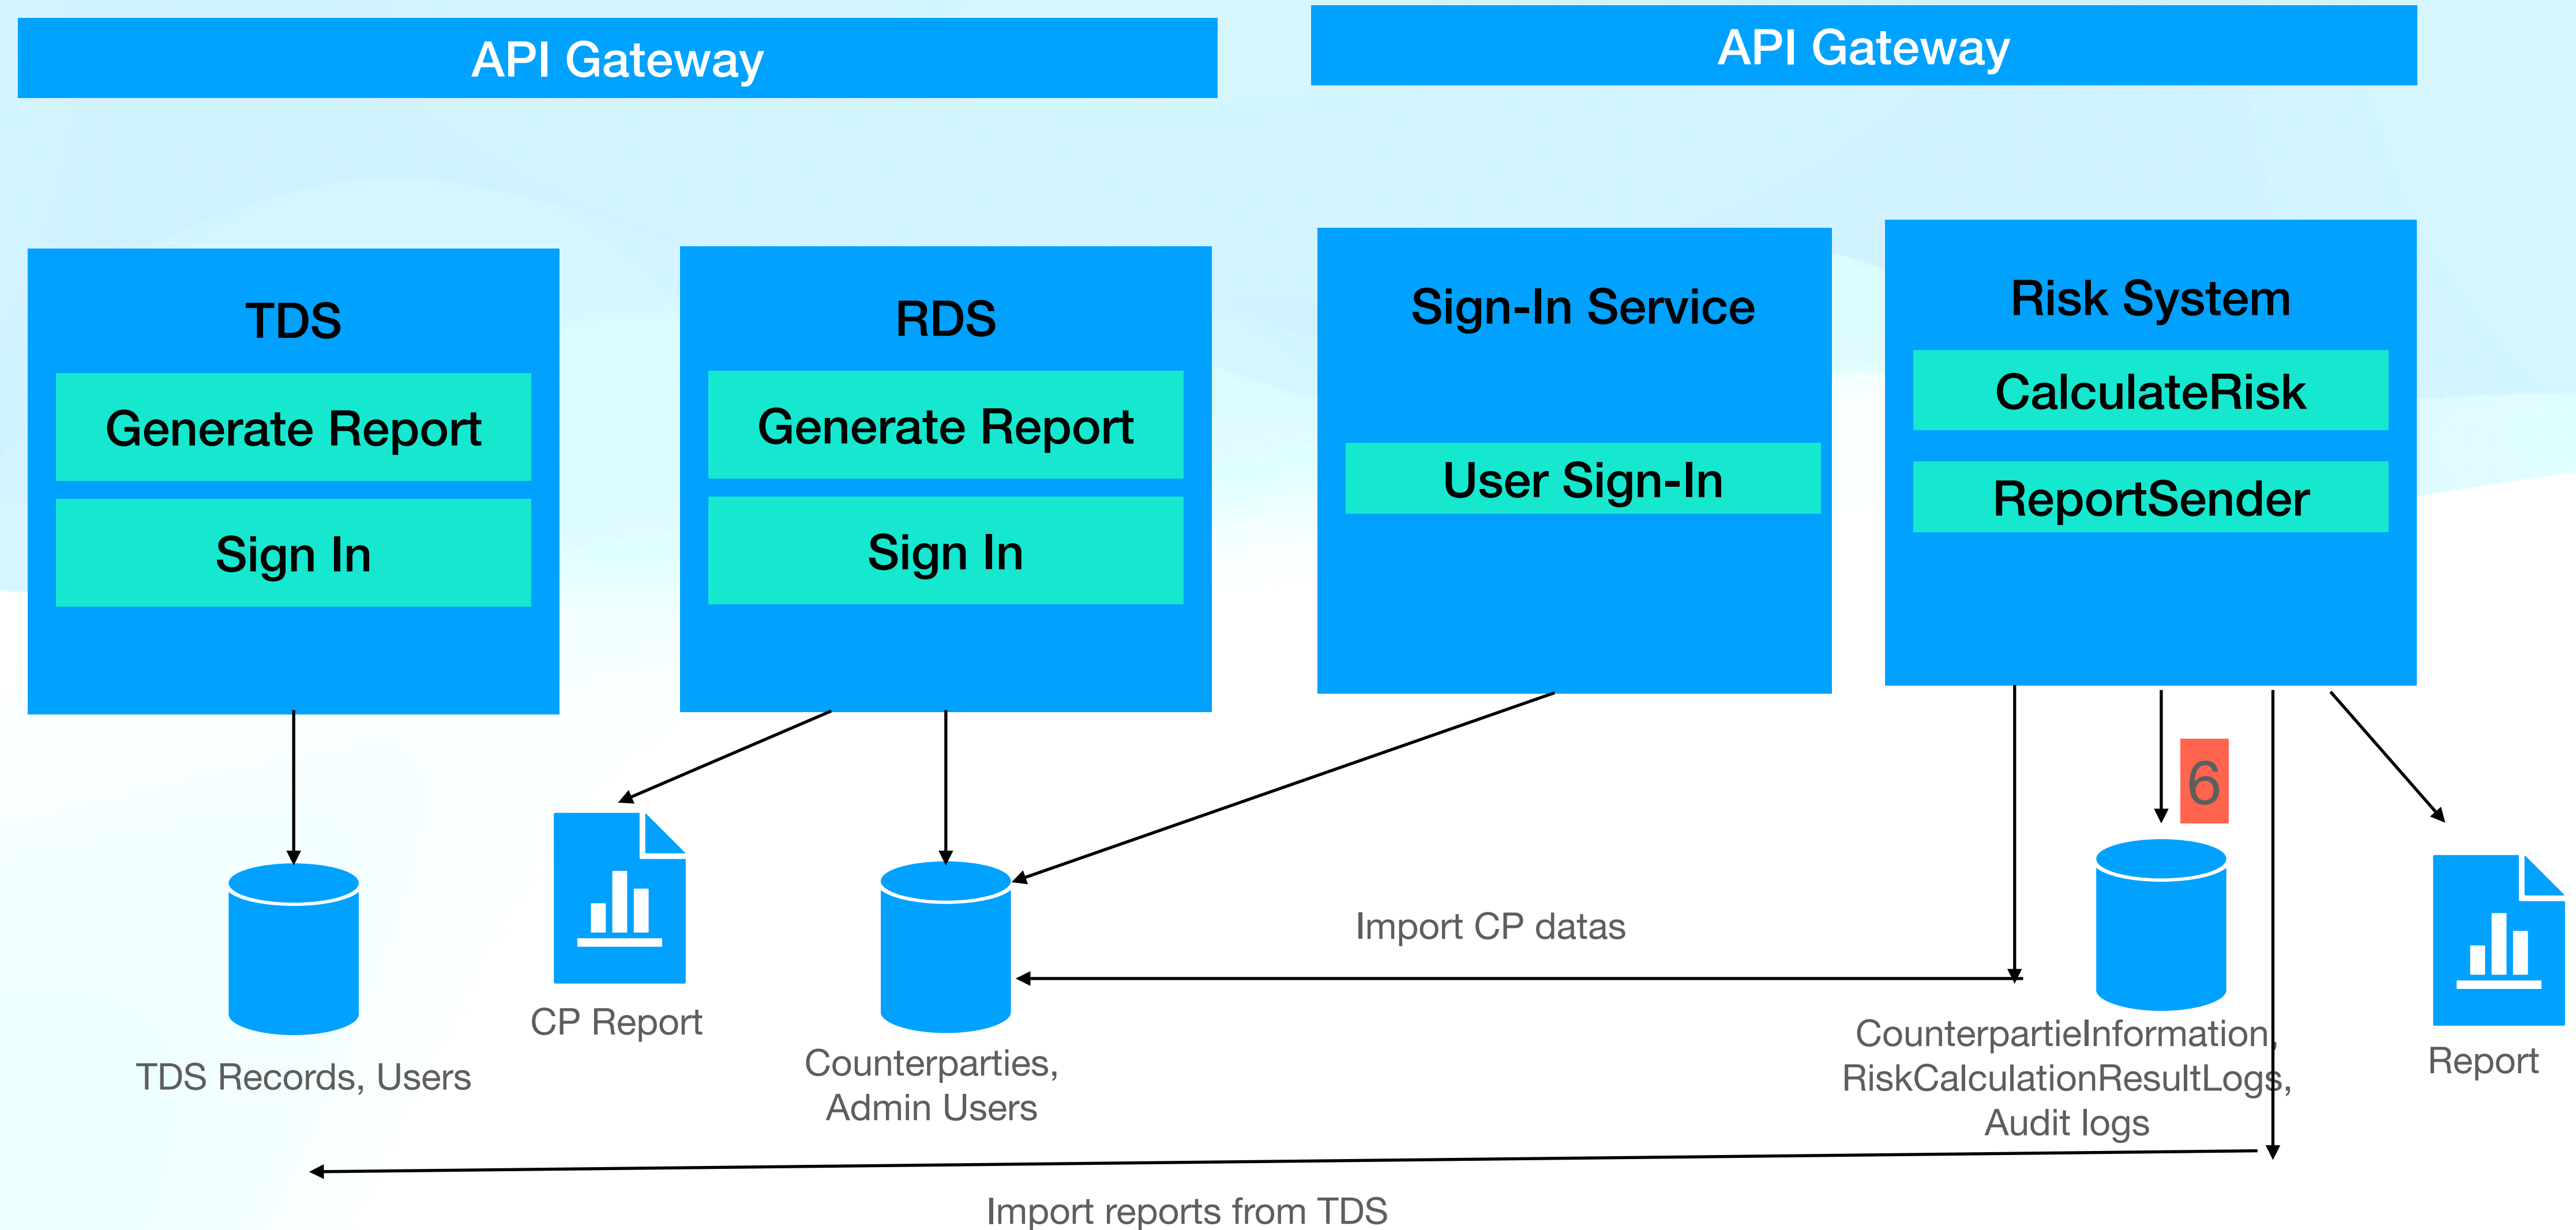 API Gateway
API Gateway
TDS
Generate Report
Sign In
RDS
Generate Report
Sign In
Sign-In Service
User Sign-In
Risk System
CalculateRisk
ReportSender
6
CP Report
TDS Records, Users
Counterparties,
Admin Users
Import CP datas
CounterpartieInformation,
RiskCalculationResultLogs,
Audit logs
Report
Import reports from TDS